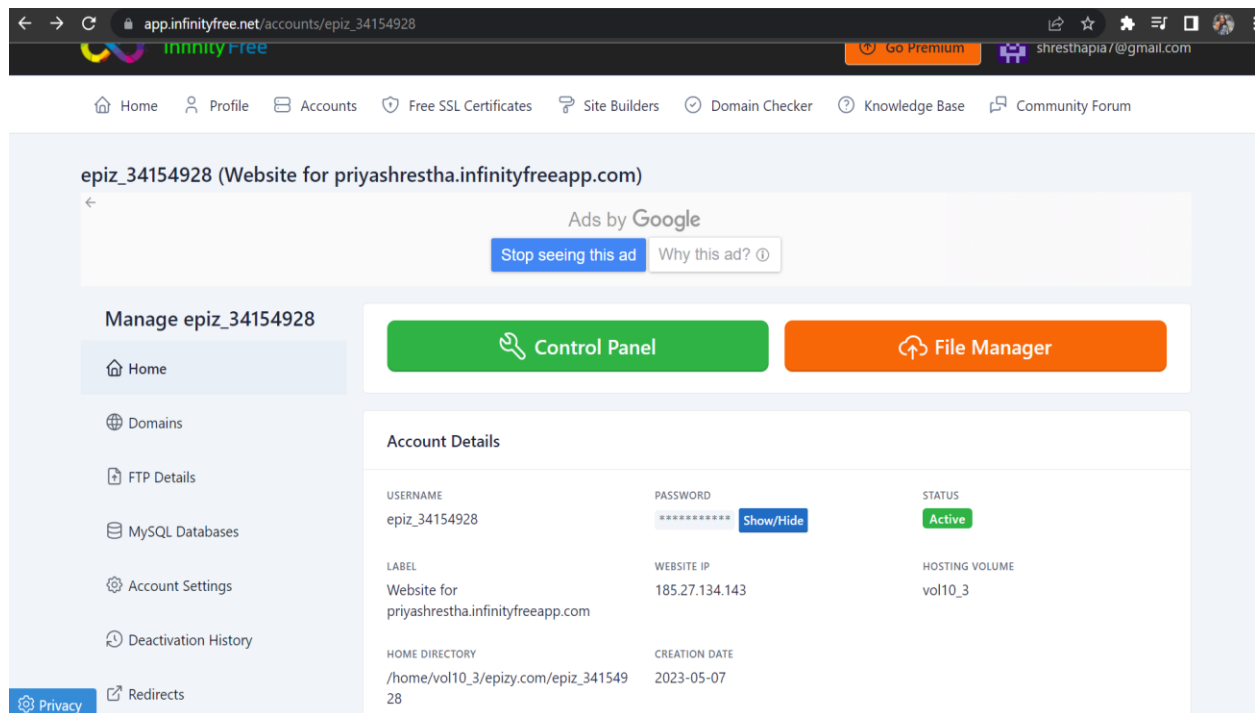 app.infinityfree.net/accounts/epiz_34154928
InfinityFree
Go Premium
shresthapia7@gmail.com
Home Profile Accounts Free SSL Certificates Site Builders Domain Checker Knowledge Base Community Forum
epiz_34154928 (Website for priyashrestha.infinityfreeapp.com)
Ads by Google
Stop seeing this ad Why this ad?
Manage epiz_34154928
Control Panel File Manager
Home
Domains
FTP Details
MySQL Databases
Account Settings
Deactivation History
Redirects
Privacy
Account Details
USERNAME PASSWORD STATUS
epiz_34154928 *********** Show/Hide Active
LABEL WEBSITE IP HOSTING VOLUME
Website for 185.27.134.143 vol10_3
priyashrestha.infinityfreeapp.com
HOME DIRECTORY CREATION DATE
/home/vol10_3/epizy.com/epiz_341549 2023-05-07
28